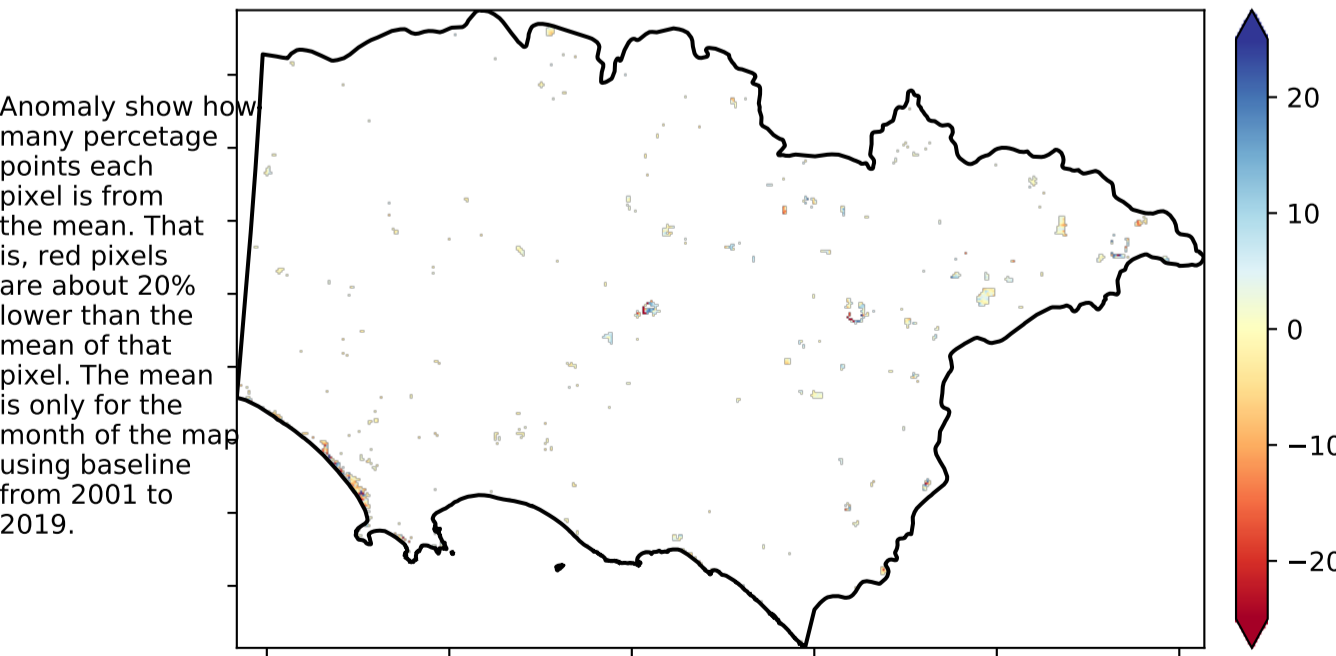 Anomaly show how
many percetage
points each
pixel is from
the mean. That
is, red pixels
are about 20%
lower than the
mean of that
pixel. The mean
is only for the
month of the map
using baseline
from 2001 to
2019.
20
10
0
−10
−20